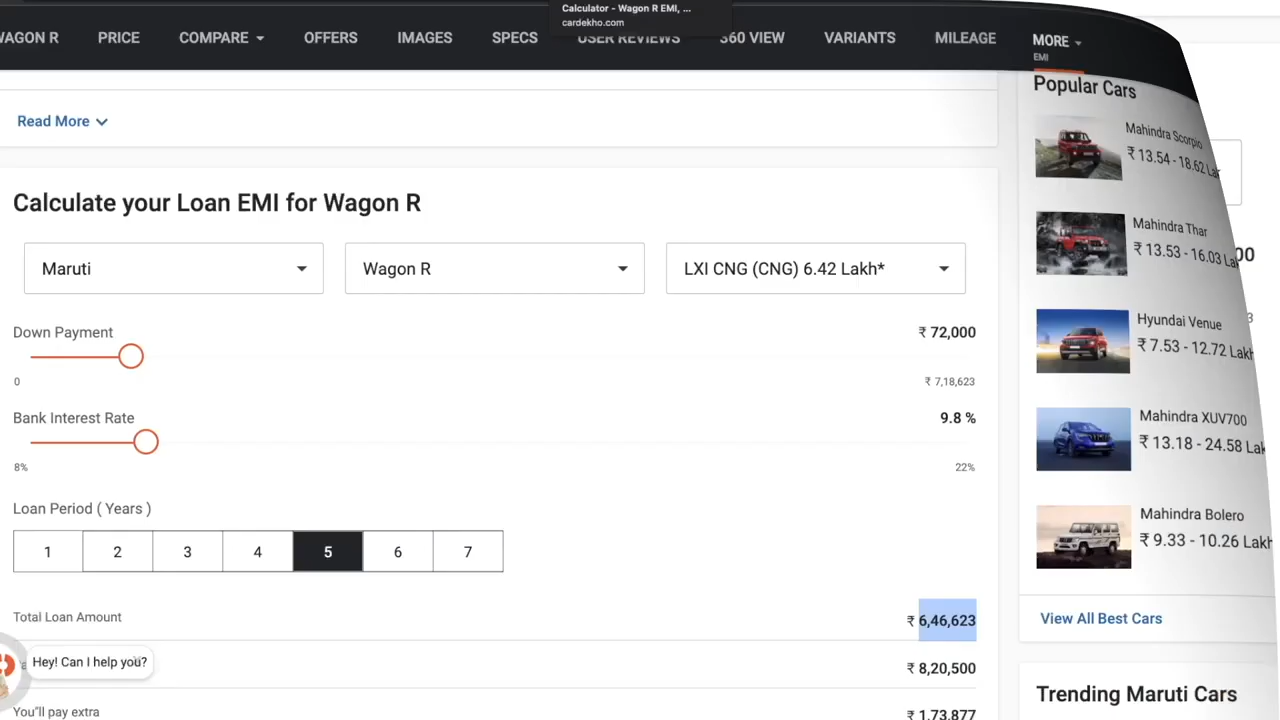 Calculator - Wagon R EMI, ...
cardekho.com
WAGON R PRICE COMPARE OFFERS IMAGES SPECS USER REVIEWS 360 VIEW VARIANTS MILEAGE MORE
EMI
Read More
Calculate your Loan EMI for Wagon R
Maruti Wagon R LXI CNG (CNG) 6.42 Lakh*
Down Payment ₹ 72,000
0 ₹ 7,18,623
Bank Interest Rate 9.8 %
8% 22%
Loan Period ( Years )
1 2 3 4 5 6 7
Total Loan Amount ₹ 6,46,623
Hey! Can I help you?
₹ 8,20,500
You'll pay extra ₹ 1,73,877
Popular Cars
Mahindra Scorpio
₹ 13.54 - 18.62 La
Mahindra Thar
₹ 13.53 - 16.03 La
Hyundai Venue
₹ 7.53 - 12.72 Lakh
Mahindra XUV700
₹ 13.18 - 24.58 Lak
Mahindra Bolero
₹ 9.33 - 10.26 Lakh
View All Best Cars
Trending Maruti Cars